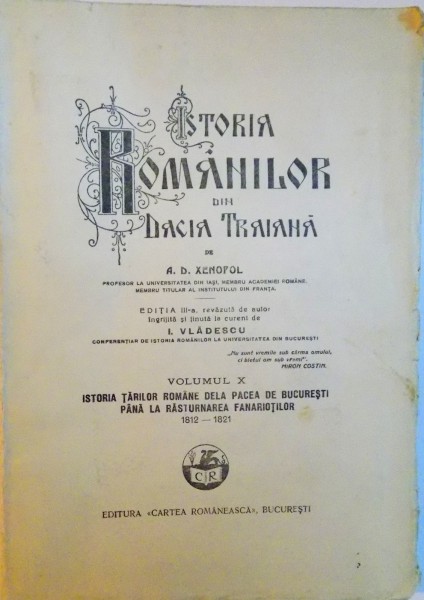 ISTORIA
ROMÂNILOR
DIN
DACIA TRAIANĂ
DE
A. D. XENOPOL
PROFESOR LA UNIVERSITATEA DIN IAȘI, MEMBRU ACADEMIEI ROMÂNE,
MEMBRU TITULAR AL INSTITUTULUI DIN FRANȚA.
EDIȚIA III-a, revăzută de autor
îngrijită și ținută în curent de
I. VLĂDESCU
CONFERENȚIAR DE ISTORIA ROMÂNILOR LA UNIVERSITATEA DIN BUCUREȘTI
„Nu sunt vremile sub cârma omului,
ci bietul om sub vremi”.
MIRON COSTIN.
VOLUMUL X
ISTORIA ȚĂRILOR ROMÂNE DELA PACEA DE BUCUREȘTI
PÂNĂ LA RĂSTURNAREA FANARIOȚILOR
1812 — 1821
C R
EDITURA «CARTEA ROMÂNEASCĂ», BUCUREȘTI